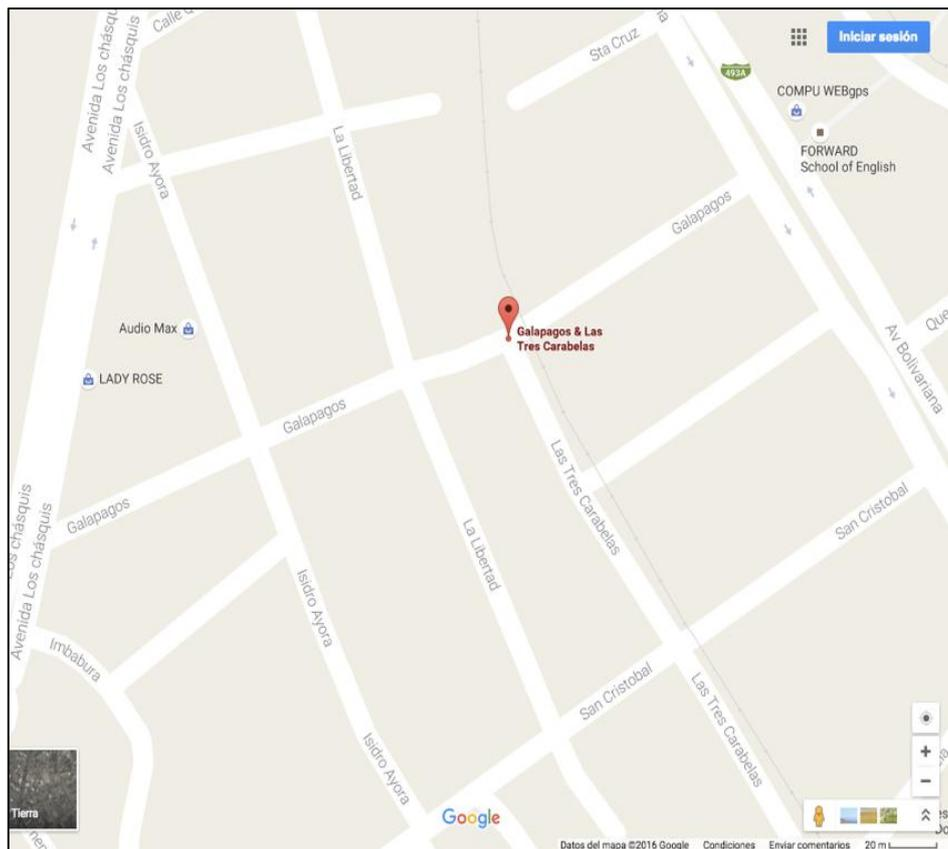 Avenida Los chásquis
Avenida Los chásquis
Sta Cruz
Iniciar sesión
493A
COMPU WEBgps
FORWARD
School of English
Isidro Ayora
La Libertad
Galapagos
Audio Max
LADY ROSE
Galapagos & Las
Tres Carabelas
Av Bolivariana
Galapagos
Galapagos
Las Tres Carabelas
San Cristobal
La Libertad
Los chásquis
Avenida Los chásquis
Isidro Ayora
Imbabura
San Cristobal
Las Tres Carabelas
Isidro Ayora
Tierra
Google
Datos del mapa ©2016 Google Condiciones Enviar comentarios 20 m